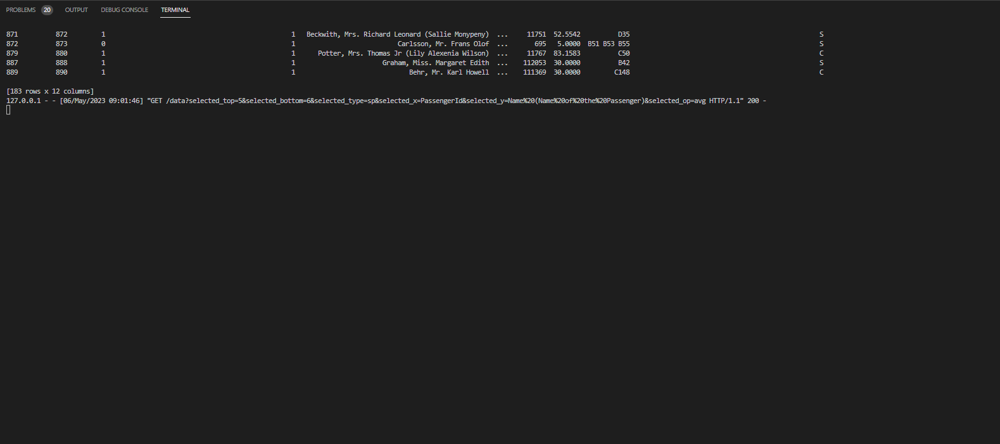 PROBLEMS 20 OUTPUT DEBUG CONSOLE TERMINAL
871 872 1 1 Beckwith, Mrs. Richard Leonard (Sallie Monypeny) ... 11751 52.5542 D35 S
872 873 0 1 Carlsson, Mr. Frans Olof ... 695 5.0000 B51 B53 B55 S
879 880 1 1 Potter, Mrs. Thomas Jr (Lily Alexenia Wilson) ... 11767 83.1583 C50 C
887 888 1 1 Graham, Miss. Margaret Edith ... 112053 30.0000 B42 S
889 890 1 1 Behr, Mr. Karl Howell ... 111369 30.0000 C148 C
[183 rows x 12 columns]
127.0.0.1 - - [06/May/2023 09:01:46] "GET /data?selected_top=5&selected_bottom=6&selected_type=sp&selected_x=PassengerId&selected_y=Name%20(Name%20of%20the%20Passenger)&selected_op=avg HTTP/1.1" 200 -